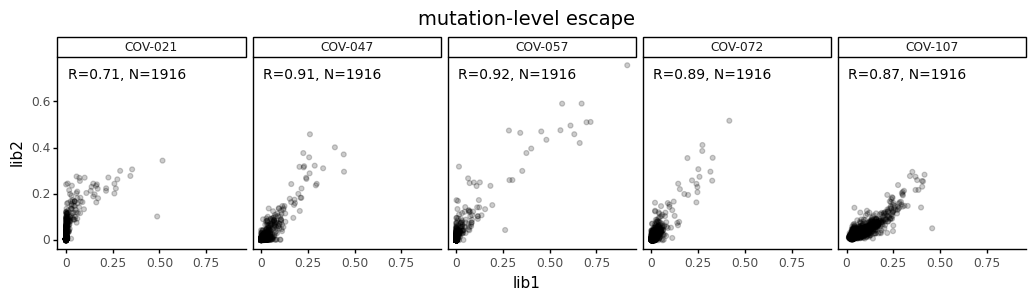 mutation-level escape
COV-021 COV-047 COV-057 COV-072 COV-107
R=0.71, N=1916 R=0.91, N=1916 R=0.92, N=1916 R=0.89, N=1916 R=0.87, N=1916
0.6
0.4
0.2
0
lib2
0 0.25 0.50 0.75 0 0.25 0.50 0.75 0 0.25 0.50 0.75 0 0.25 0.50 0.75 0 0.25 0.50 0.75
lib1